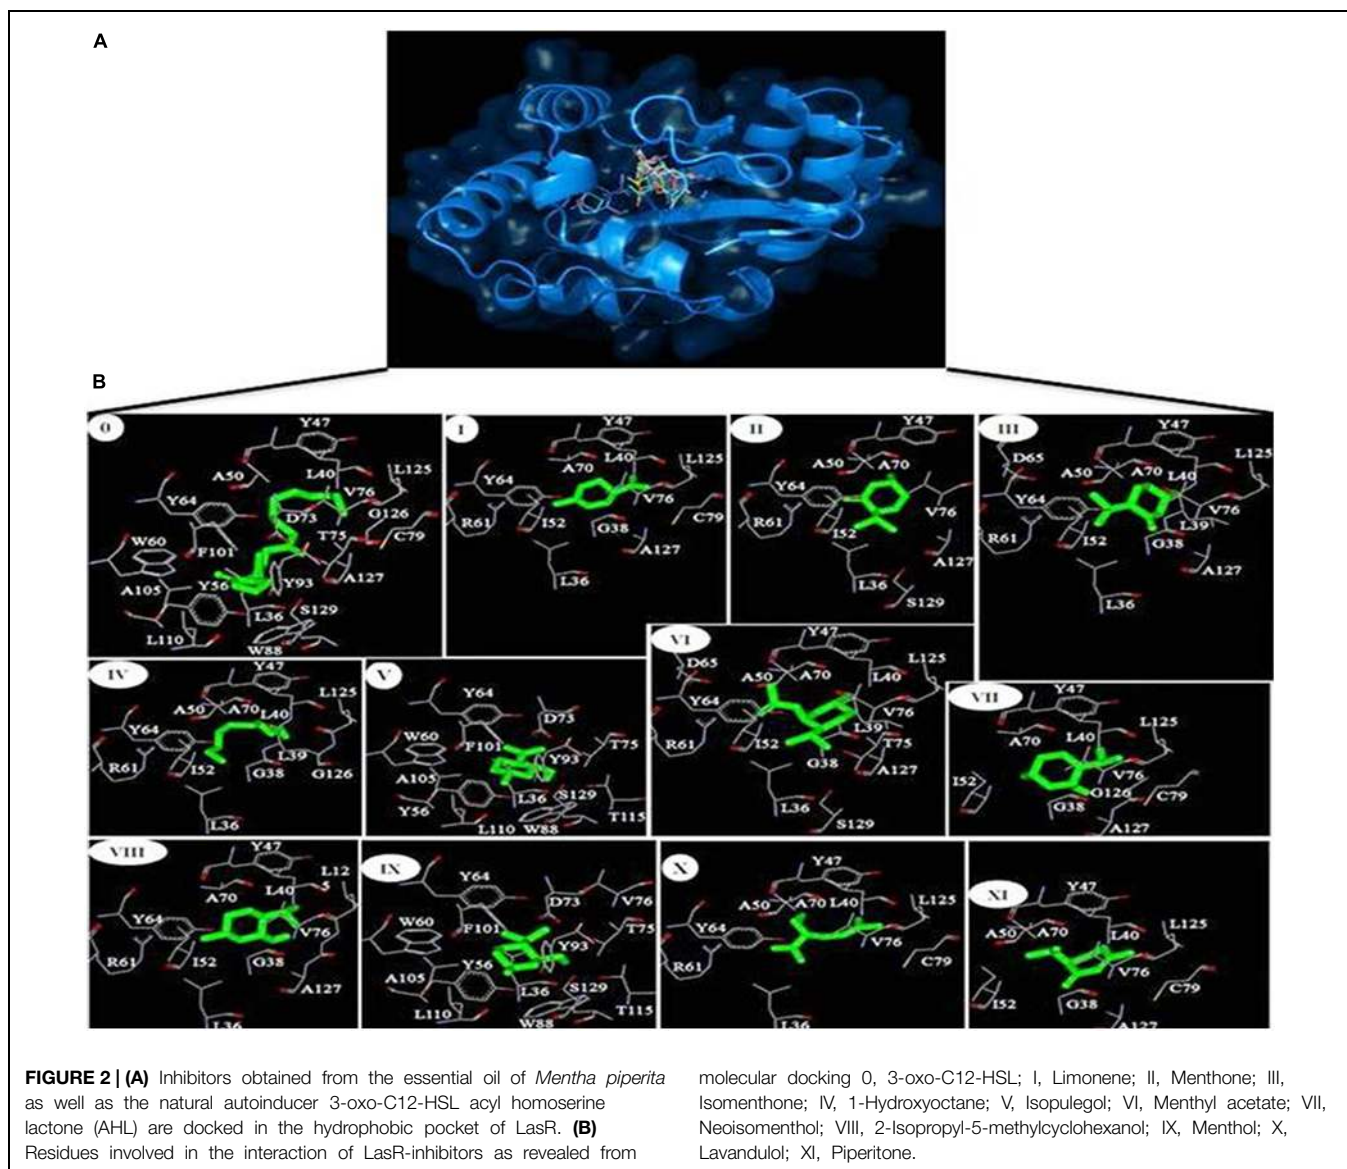 A
B
0
Y47
A50
L40
L125
Y64
V76
D73
G126
W60
F101
T75
C79
A105
Y56
Y93
A127
L36
S129
L110
W88
I
Y47
A70
L40
L125
Y64
V76
R61
I52
G38
C79
A127
L36
II
Y47
A50
A70
Y64
R61
I52
V76
A127
L36
S129
III
Y47
D65
A50
A70
L40
L125
Y64
V76
R61
I52
L39
G38
A127
L36
IV
Y47
A50
A70
L40
L125
Y64
L39
R61
I52
G38
G126
L36
V
Y64
D73
W60
F101
T75
Y93
A105
Y56
L36
S129
L110
W88
T115
VI
Y47
D65
A50
A70
L40
L125
Y64
V76
R61
I52
L39
T75
G38
A127
L36
S129
VII
Y47
A70
L40
L125
I52
V76
G126
G38
C79
A127
VIII
Y47
A70
L40
L12
5
Y64
V76
R61
I52
G38
A127
L36
IX
Y64
D73
V76
W60
F101
T75
Y93
A105
Y56
L36
S129
L110
W88
T115
X
Y47
A50
A70
L40
L125
Y64
V76
R61
C79
L36
XI
Y47
A50
A70
L40
L125
V76
I52
G38
C79
A127
FIGURE 2 | (A) Inhibitors obtained from the essential oil of Mentha piperita
as well as the natural autoinducer 3-oxo-C12-HSL acyl homoserine
lactone (AHL) are docked in the hydrophobic pocket of LasR. (B)
Residues involved in the interaction of LasR-inhibitors as revealed from
molecular docking 0, 3-oxo-C12-HSL; I, Limonene; II, Menthone; III,
Isomenthone; IV, 1-Hydroxyoctane; V, Isopulegol; VI, Menthyl acetate; VII,
Neoisomenthol; VIII, 2-Isopropyl-5-methylcyclohexanol; IX, Menthol; X,
Lavandulol; XI, Piperitone.